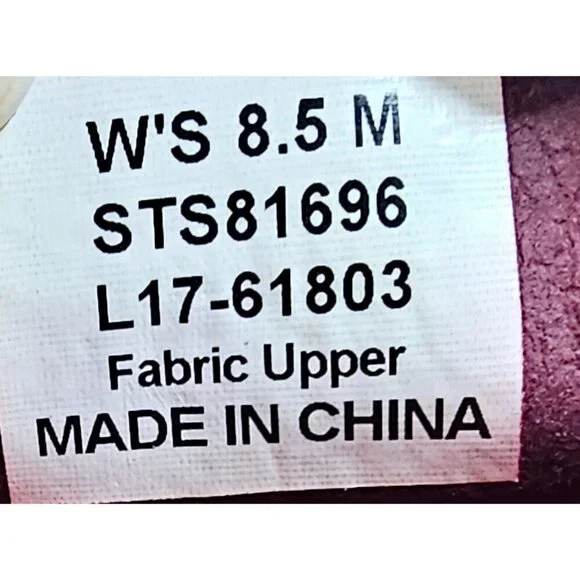 W'S 8.5 M
STS81696
L17-61803
Fabric Upper
MADE IN CHINA